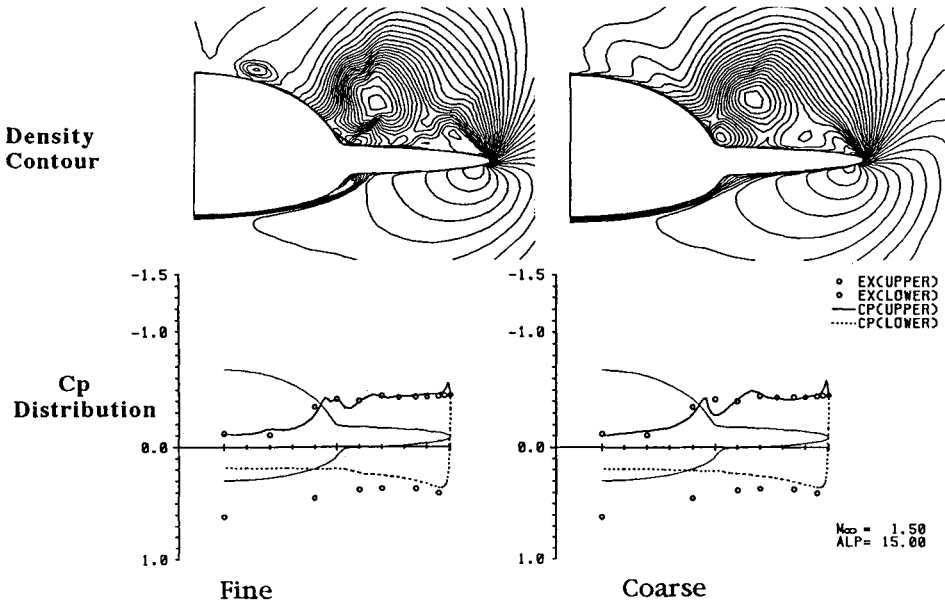 Density
Contour
-1.5
-1.0
0.0
1.0
-1.5
-1.0
0.0
1.0
EX(UPPER)
EX(LOWER)
CP(UPPER)
CP(LOWER)
Cp
Distribution
M∞ = 1.50
ALP= 15.00
Fine
Coarse